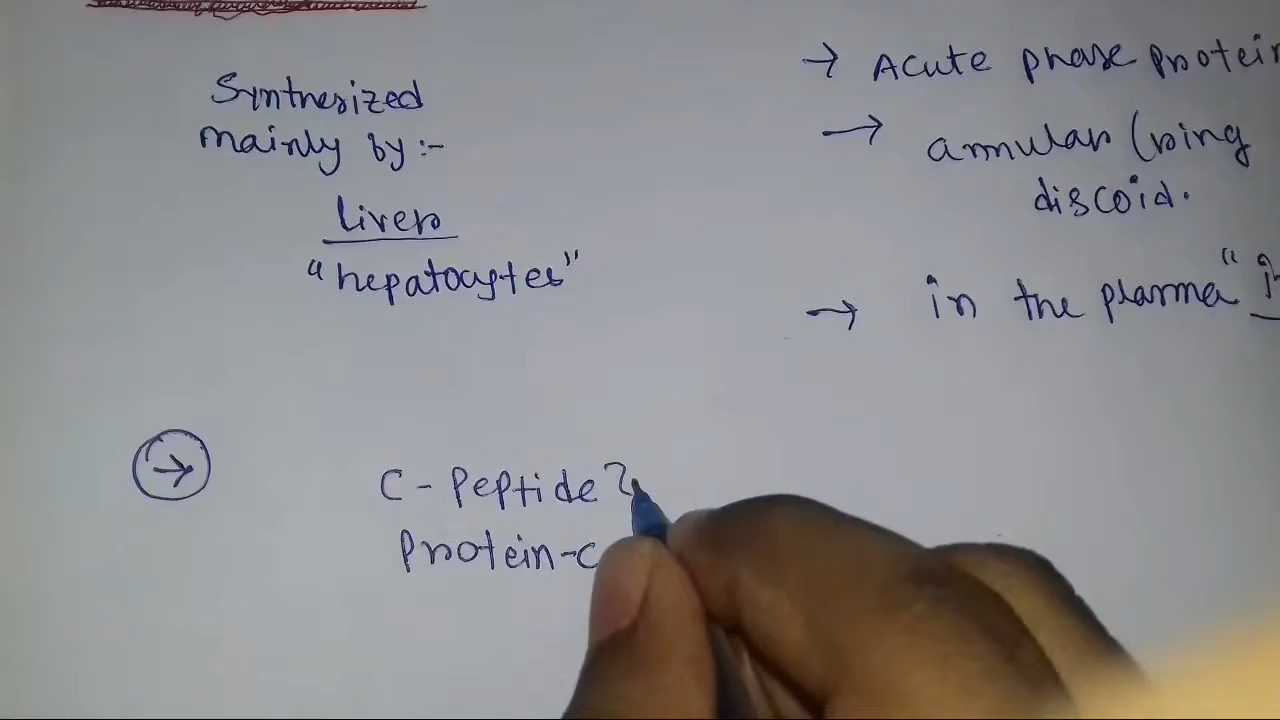 Synthesized
mainly by :-
Liver
"hepatocytes"
→ Acute phase protein
→ annular (ring
discoid.
→ in the plasma "
→
C - Peptide
Protein-c